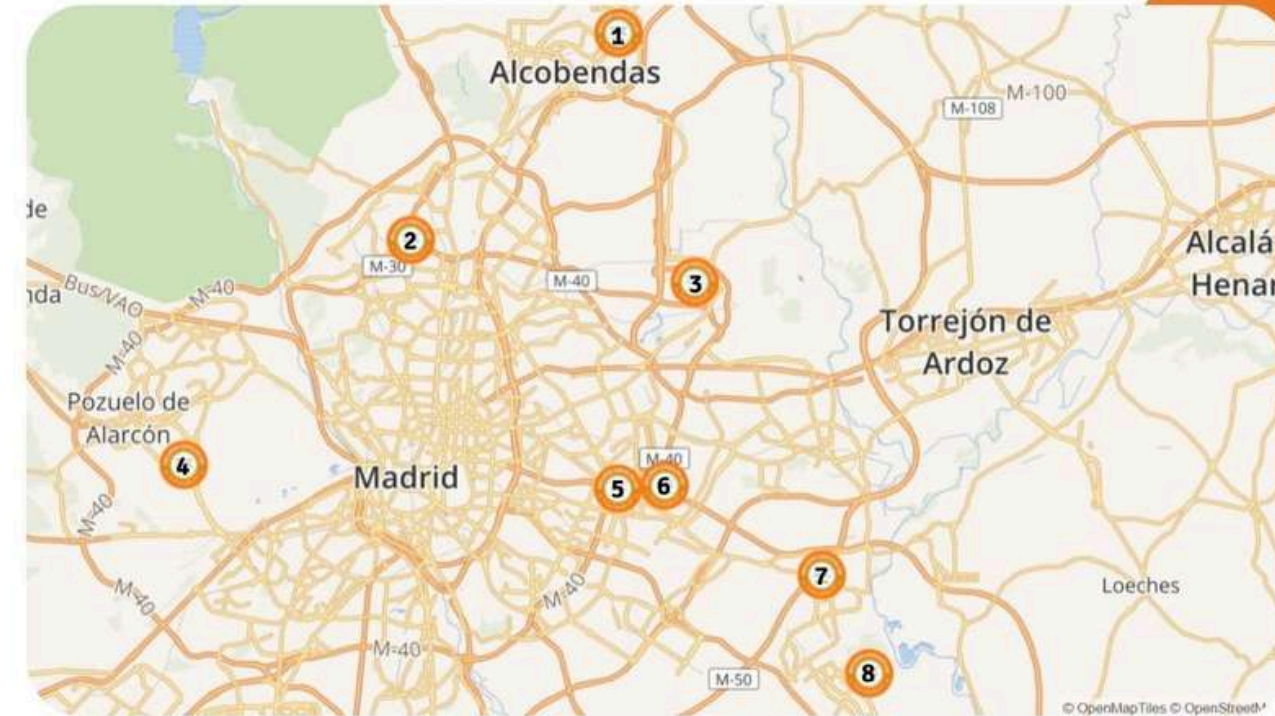 1
Alcobendas
M-100
M-108
de
2
M-30
M-40
3
Alcalá
Henar
nda
Bus/VAO
M-40
M-40
Torrejón de
Ardoz
Pozuelo de
Alarcón
4
Madrid
M-40
5
6
M-40
7
M-40
M-40
Loeches
M-40
M-50
8
© OpenMapTiles © OpenStreetM